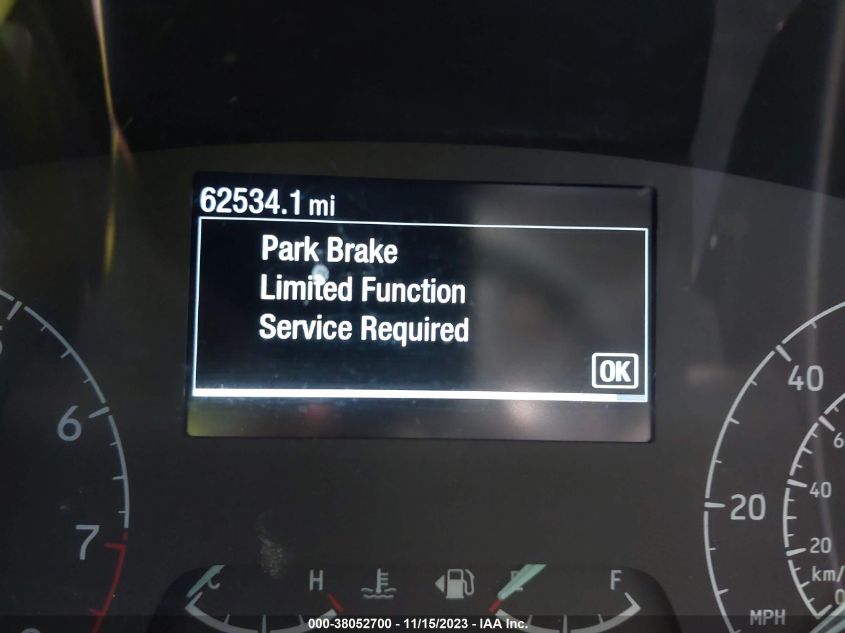 62534.1 mi
Park Brake
Limited Function
Service Required
OK
6
7
40
20
40
20
km/
0
MPH
C
H
E
F
000-38052700 - 11/15/2023 - IAA Inc.